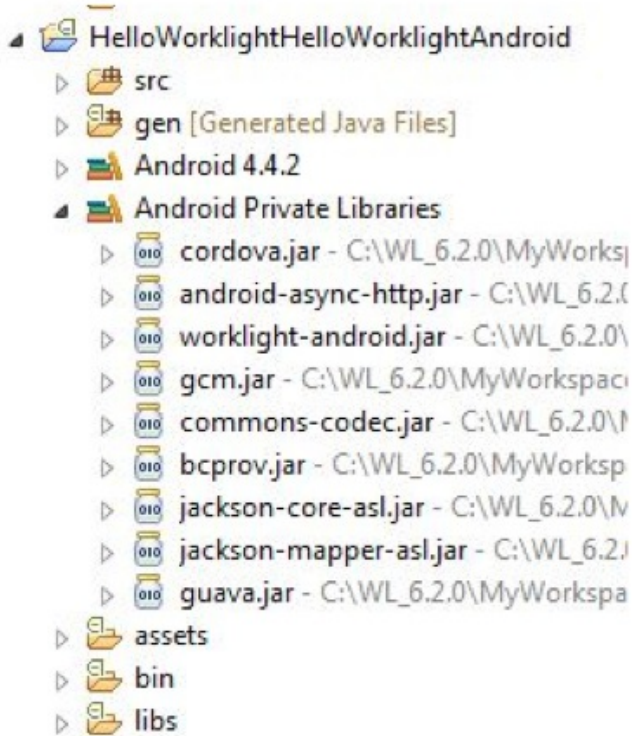 HelloWorklightHelloWorklightAndroid
src
gen [Generated Java Files]
Android 4.4.2
Android Private Libraries
cordova.jar - C:\WL_6.2.0\MyWorks
android-async-http.jar - C:\WL_6.2.
worklight-android.jar - C:\WL_6.2.0\
gcm.jar - C:\WL_6.2.0\MyWorkspac
commons-codec.jar - C:\WL_6.2.0\
bcprov.jar - C:\WL_6.2.0\MyWorksp
jackson-core-asl.jar - C:\WL_6.2.0\M
jackson-mapper-asl.jar - C:\WL_6.2.
guava.jar - C:\WL_6.2.0\MyWorkspa
assets
bin
libs